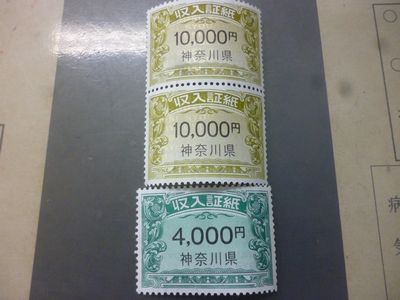 収入証紙
10,000円
神奈川県
収入証紙
10,000円
神奈川県
収入証紙
4,000円
神奈川県
病